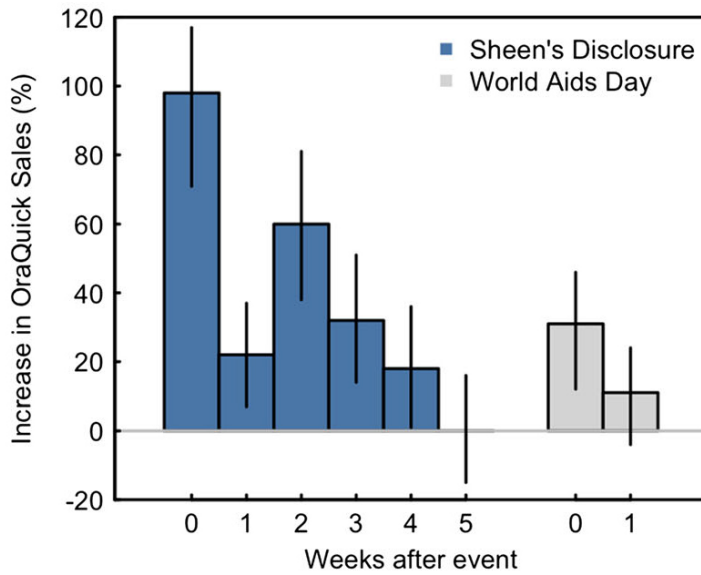 120
100
80
60
40
20
0
-20
Increase in OraQuick Sales (%)
Sheen's Disclosure
World Aids Day
0 1 2 3 4 5 0 1
Weeks after event